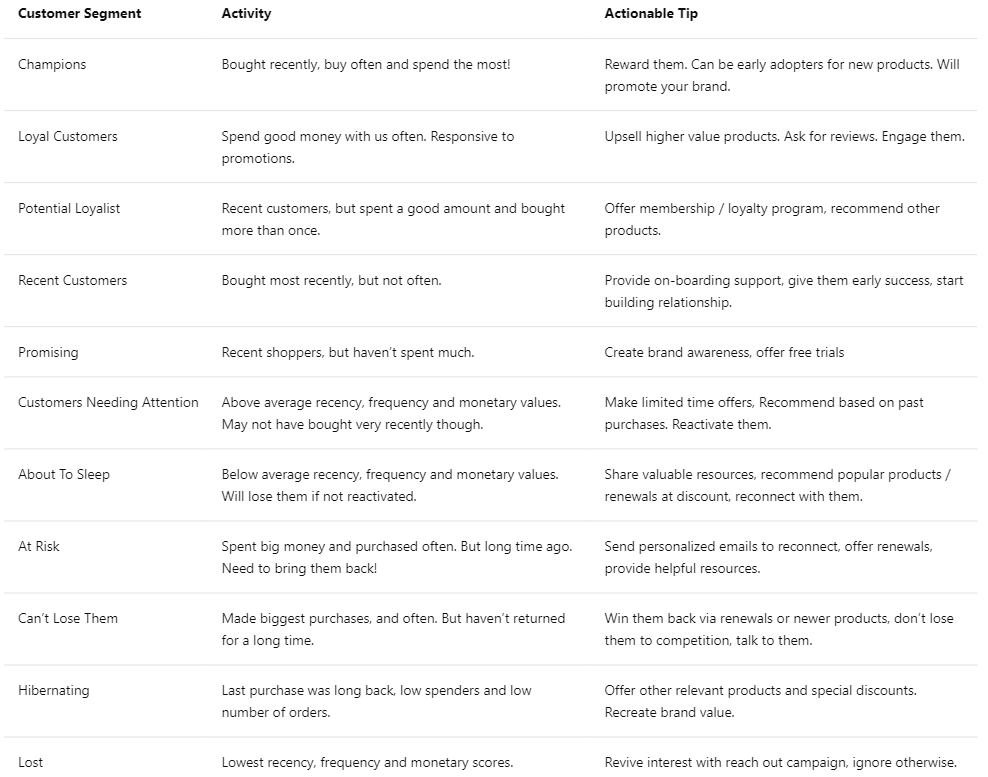 Customer Segment Activity Actionable Tip
Champions Bought recently, buy often and spend the most! Reward them. Can be early adopters for new products. Will
promote your brand.
Loyal Customers Spend good money with us often. Responsive to Upsell higher value products. Ask for reviews. Engage them.
promotions.
Potential Loyalist Recent customers, but spent a good amount and bought Offer membership / loyalty program, recommend other
more than once. products.
Recent Customers Bought most recently, but not often. Provide on-boarding support, give them early success, start
building relationship.
Promising Recent shoppers, but haven't spent much. Create brand awareness, offer free trials
Customers Needing Attention Above average recency, frequency and monetary values. Make limited time offers, Recommend based on past
May not have bought very recently though. purchases. Reactivate them.
About To Sleep Below average recency, frequency and monetary values. Share valuable resources, recommend popular products /
Will lose them if not reactivated. renewals at discount, reconnect with them.
At Risk Spent big money and purchased often. But long time ago. Send personalized emails to reconnect, offer renewals,
Need to bring them back! provide helpful resources.
Can't Lose Them Made biggest purchases, and often. But haven't returned Win them back via renewals or newer products, don't lose
for a long time. them to competition, talk to them.
Hibernating Last purchase was long back, low spenders and low Offer other relevant products and special discounts.
number of orders. Recreate brand value.
Lost Lowest recency, frequency and monetary scores. Revive interest with reach out campaign, ignore otherwise.